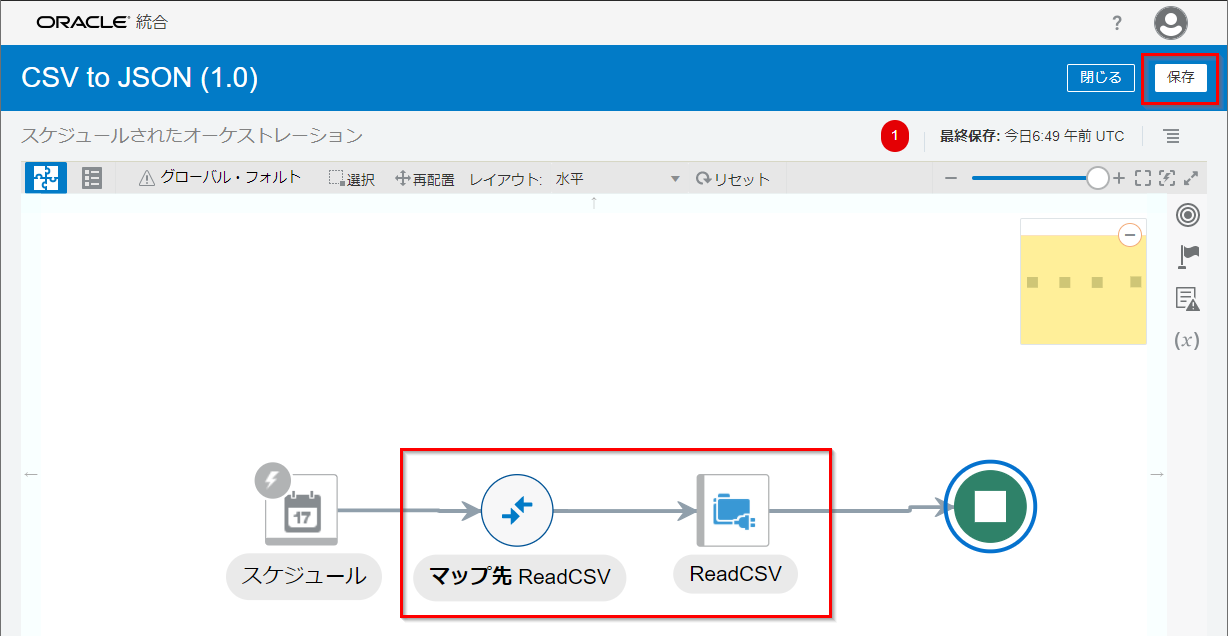 ORACLE 統合
?
CSV to JSON (1.0)
閉じる
保存
スケジュールされたオーケストレーション
1
最終保存: 今日6:49 午前 UTC
グローバル・フォルト
選択
再配置
レイアウト: 水平
リセット
(x)
17
スケジュール
マップ先 ReadCSV
ReadCSV